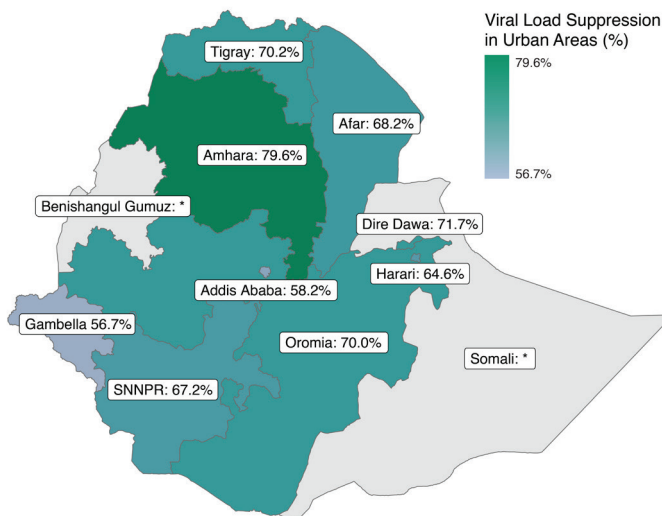 Viral Load Suppression
in Urban Areas (%)
79.6%
56.7%
Tigray: 70.2%
Afar: 68.2%
Amhara: 79.6%
Benishangul Gumuz: *
Dire Dawa: 71.7%
Harari: 64.6%
Addis Ababa: 58.2%
Gambella 56.7%
Oromia: 70.0%
Somali: *
SNNPR: 67.2%